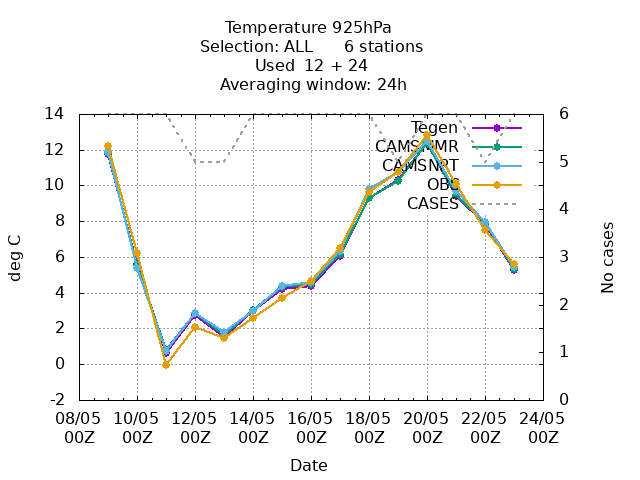 Temperature 925hPa
Selection: ALL 6 stations
Used 12 + 24
Averaging window: 24h
14
12
10
8
6
4
2
0
-2
deg C
6
5
4
3
2
1
0
No cases
Tegen
CAMSNMR
CAMSNRT
OBS
CASES
08/05 10/05 12/05 14/05 16/05 18/05 20/05 22/05 24/05
00Z 00Z 00Z 00Z 00Z 00Z 00Z 00Z 00Z
Date